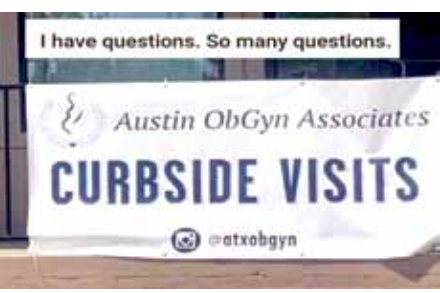 I have questions. So many questions.
Austin ObGyn Associates
CURBSIDE VISITS
@atxobgyn